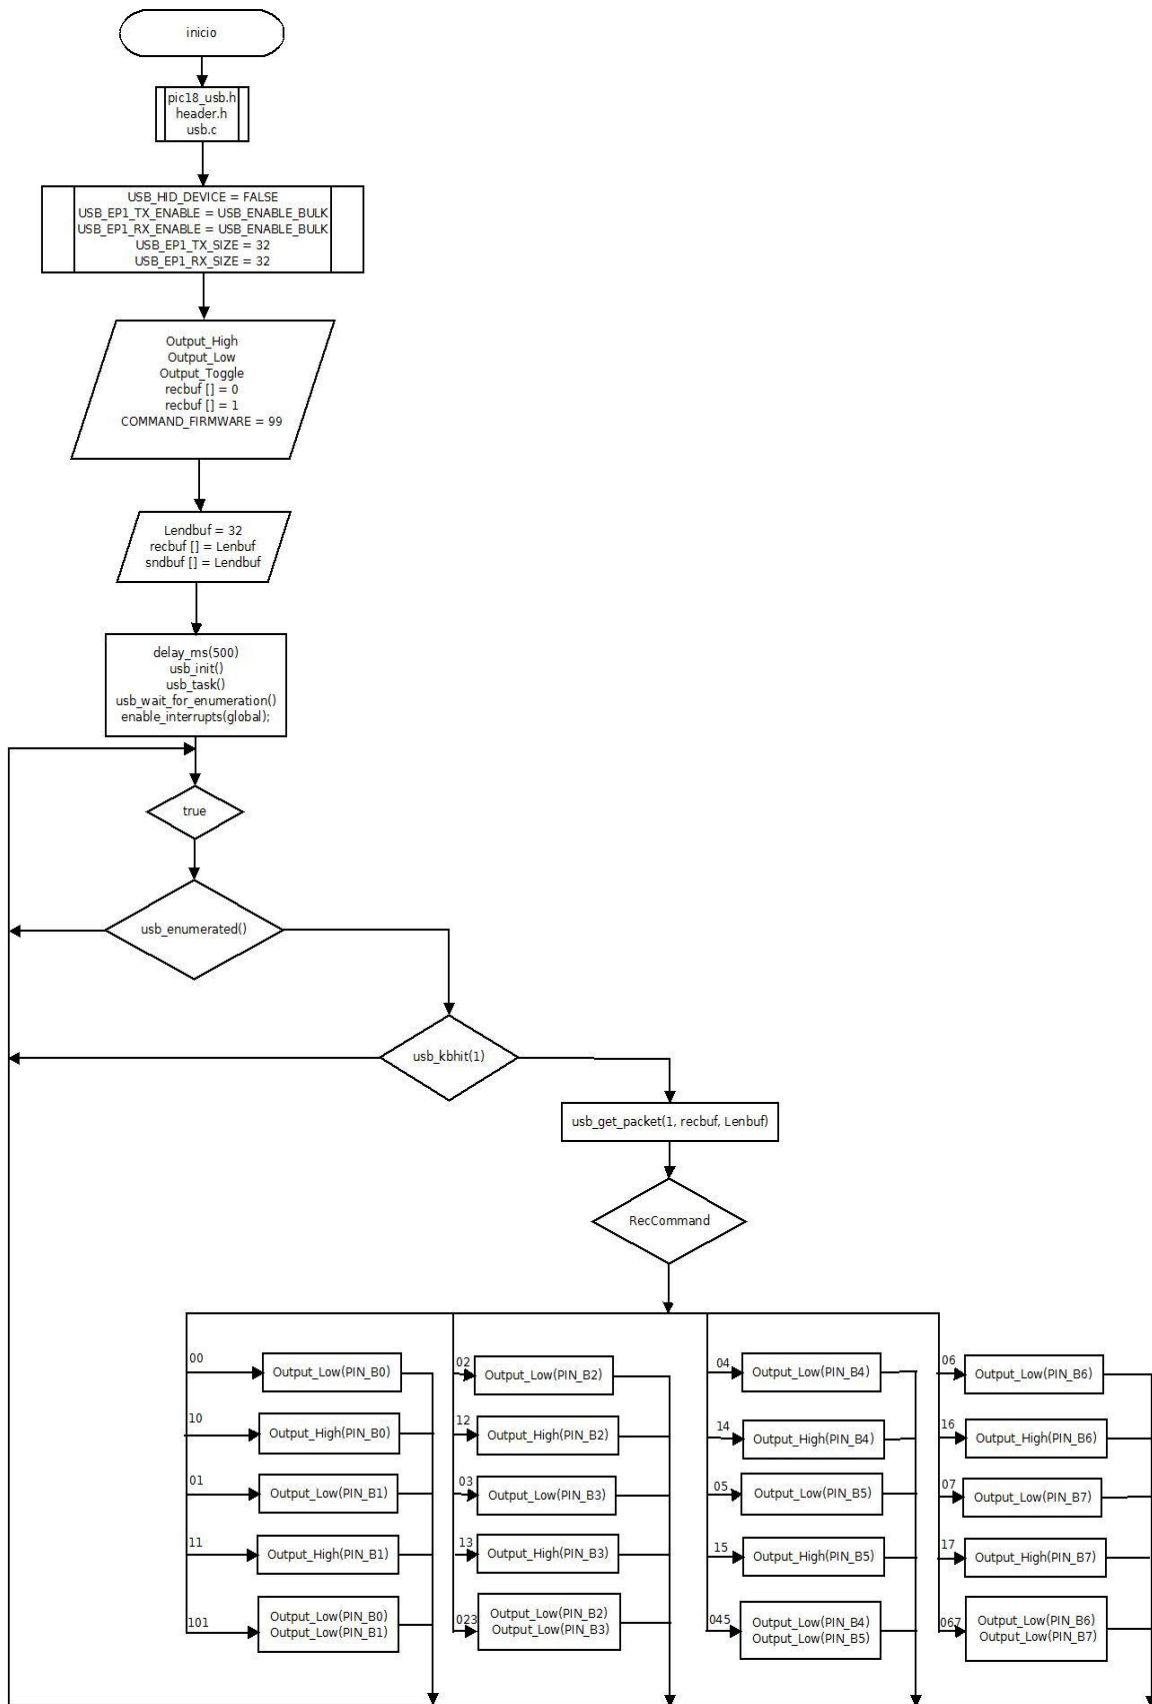 inicio
pic18_usb.h
header.h
usb.c
USB_HID_DEVICE = FALSE
USB_EP1_TX_ENABLE = USB_ENABLE_BULK
USB_EP1_RX_ENABLE = USB_ENABLE_BULK
USB_EP1_TX_SIZE = 32
USB_EP1_RX_SIZE = 32
Output_High
Output_Low
Output_Toggle
recbuf [] = 0
recbuf [] = 1
COMMAND_FIRMWARE = 99
Lendbuf = 32
recbuf [] = Lenbuf
sndbuf [] = Lendbuf
delay_ms(500)
usb_init()
usb_task()
usb_wait_for_enumeration()
enable_interrupts(global);
true
usb_enumerated()
usb_kbhit(1)
usb_get_packet(1, recbuf, Lenbuf)
RecCommand
00
Output_Low(PIN_B0)
10
Output_High(PIN_B0)
01
Output_Low(PIN_B1)
11
Output_High(PIN_B1)
101
Output_Low(PIN_B0)
Output_Low(PIN_B1)
02
Output_Low(PIN_B2)
12
Output_High(PIN_B2)
03
Output_Low(PIN_B3)
13
Output_High(PIN_B3)
023
Output_Low(PIN_B2)
Output_Low(PIN_B3)
04
Output_Low(PIN_B4)
14
Output_High(PIN_B4)
05
Output_Low(PIN_B5)
15
Output_High(PIN_B5)
045
Output_Low(PIN_B4)
Output_Low(PIN_B5)
06
Output_Low(PIN_B6)
16
Output_High(PIN_B6)
07
Output_Low(PIN_B7)
17
Output_High(PIN_B7)
067
Output_Low(PIN_B6)
Output_Low(PIN_B7)